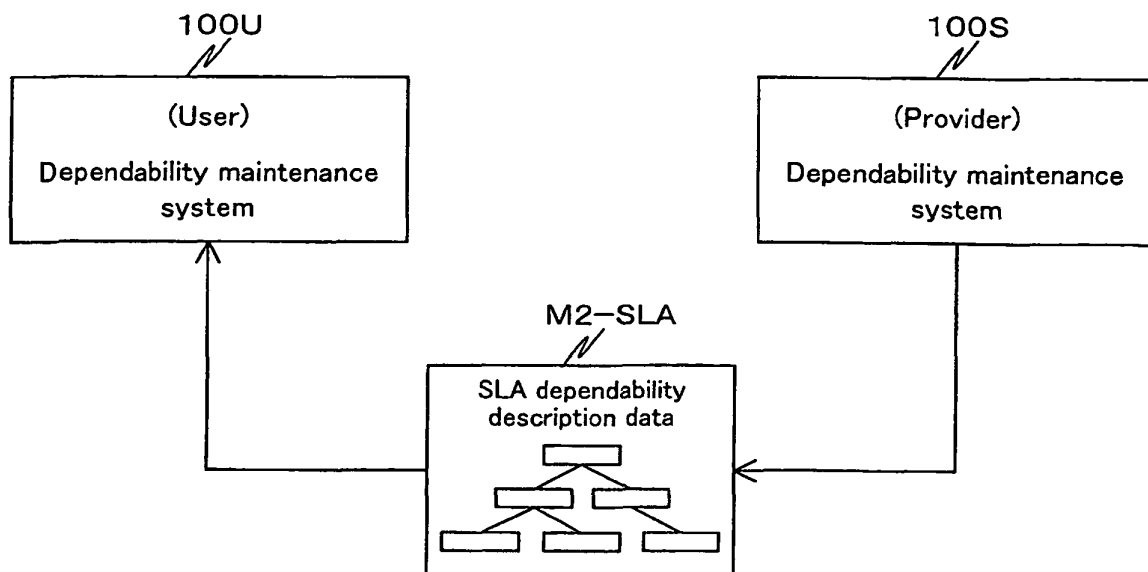 100U
100S
(User)
Dependability maintenance
system
(Provider)
Dependability maintenance
system
M2-SLA
SLA dependability
description data